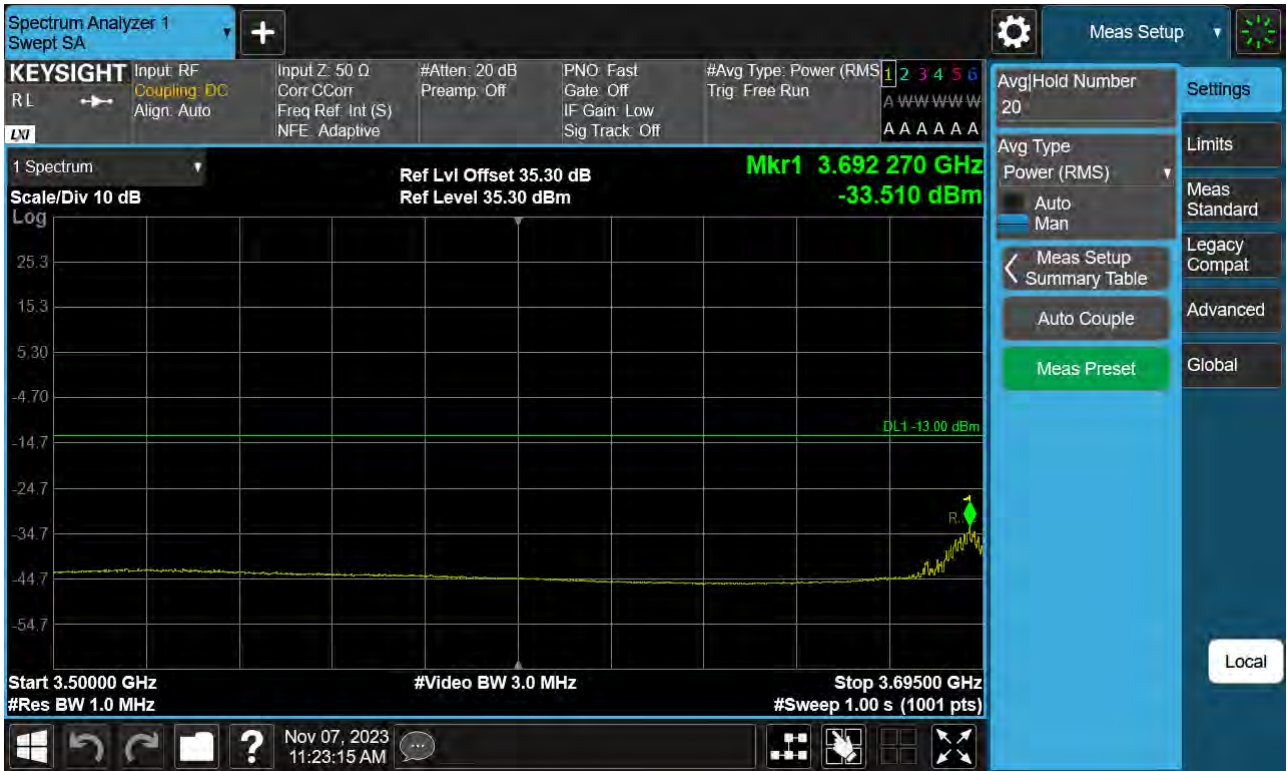 Spectrum Analyzer 1
Swept SA
+
Meas Setup
KEYSIGHT
RL
LXI
Input: RF
Coupling: DC
Align: Auto
Input Z: 50 Ω
Corr CCorr
Freq Ref: Int (S)
NFE: Adaptive
#Atten: 20 dB
Preamp: Off
PNO: Fast
Gate: Off
IF Gain: Low
Sig Track: Off
#Avg Type: Power (RMS
Trig: Free Run
1 2 3 4 5 6
A W W W W W
A A A A A A
1 Spectrum
Scale/Div 10 dB
Log
Ref Lvl Offset 35.30 dB
Ref Level 35.30 dBm
Mkr1 3.692 270 GHz
-33.510 dBm
25.3
15.3
5.30
-4.70
-14.7
-24.7
-34.7
-44.7
-54.7
DL1 -13.00 dBm
1
Start 3.50000 GHz
#Res BW 1.0 MHz
#Video BW 3.0 MHz
Stop 3.69500 GHz
#Sweep 1.00 s (1001 pts)
Avg|Hold Number
20
Avg Type
Power (RMS)
Auto
Man
Meas Setup
Summary Table
Auto Couple
Meas Preset
Settings
Limits
Meas
Standard
Legacy
Compat
Advanced
Global
Local
?
Nov 07, 2023
11:23:15 AM